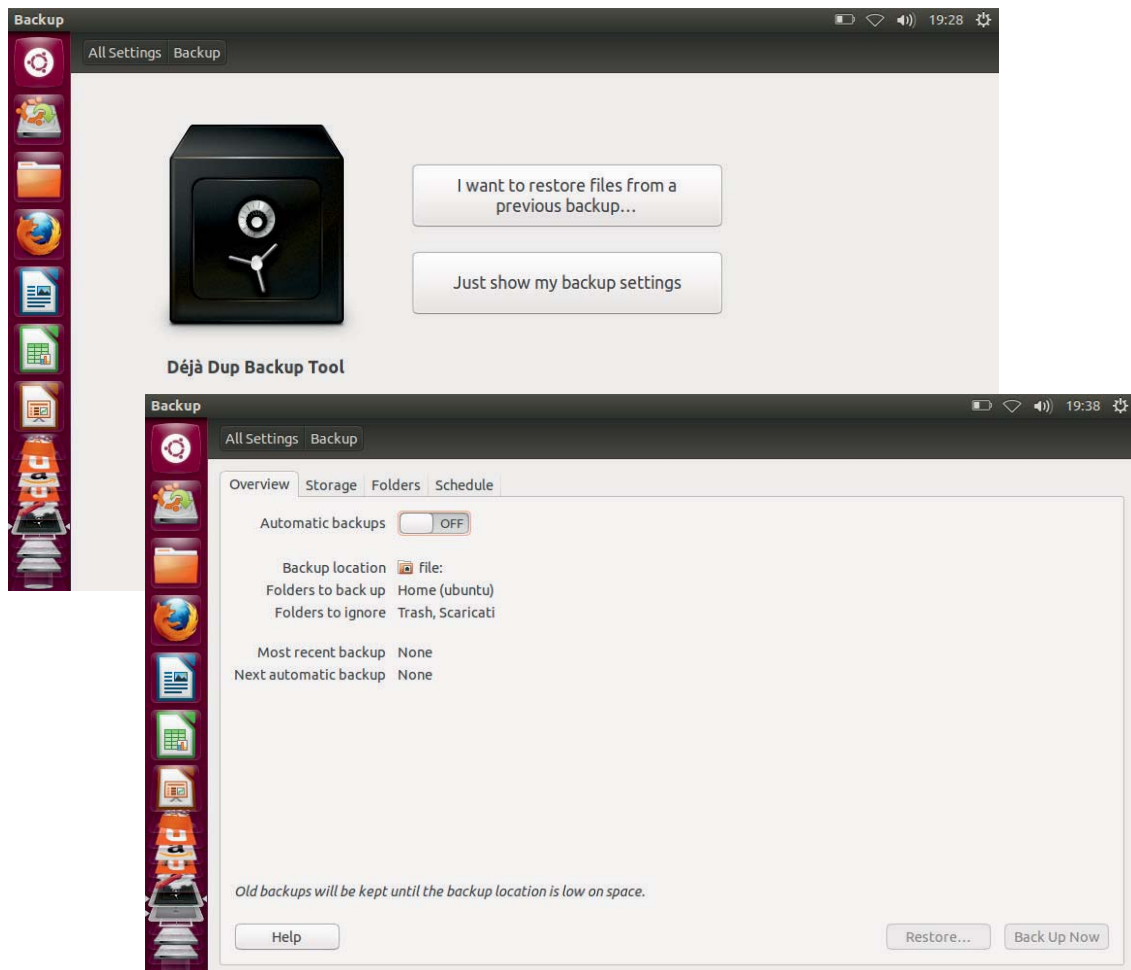 Backup
19:28
All Settings Backup
I want to restore files from a
previous backup...
Just show my backup settings
Déjà Dup Backup Tool
Backup
19:38
All Settings Backup
Overview Storage Folders Schedule
Automatic backups OFF
Backup location file:
Folders to back up Home (ubuntu)
Folders to ignore Trash, Scaricati
Most recent backup None
Next automatic backup None
Old backups will be kept until the backup location is low on space.
Help Restore... Back Up Now